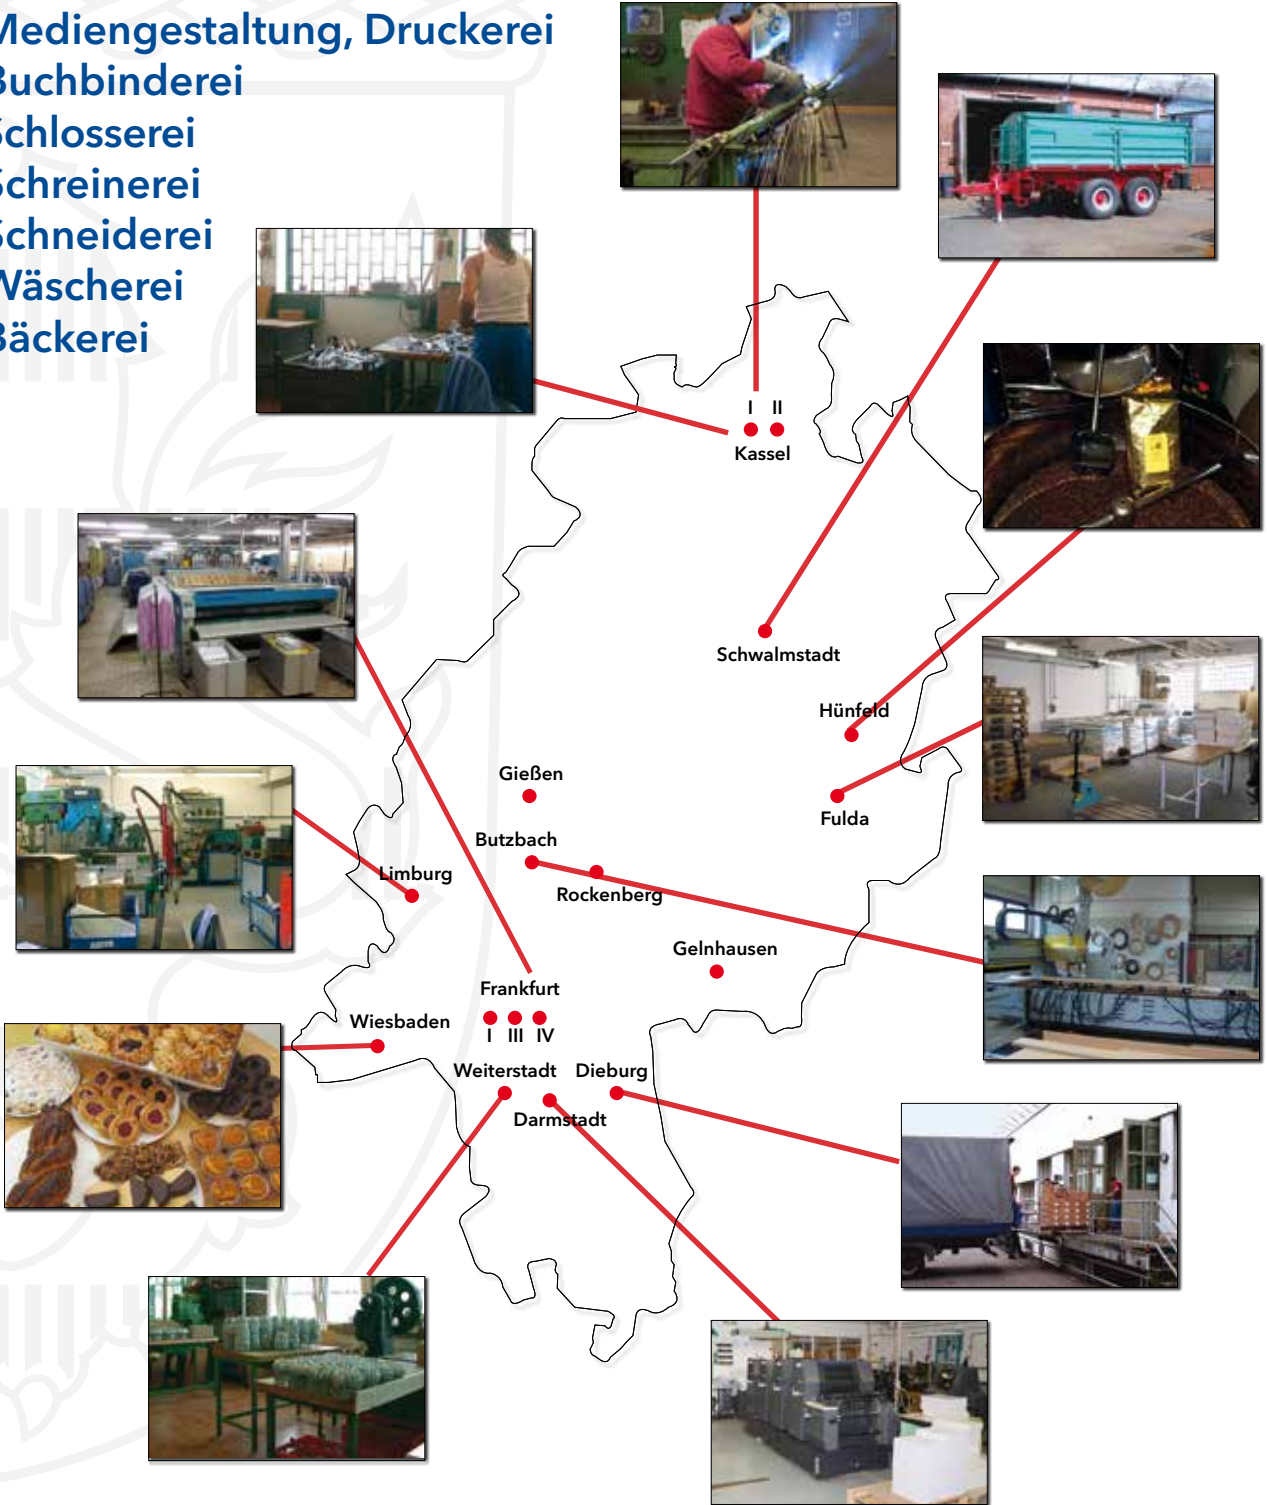 Mediengestaltung, Druckerei
Buchbinderei
Schlosserei
Schreinerei
Schneiderei
Wäscherei
Bäckerei
I II
Kassel
Schwalmstadt
Hünfeld
Gießen
Fulda
Butzbach
Limburg
Rockenberg
Gelnhausen
Frankfurt
Wiesbaden
I III IV
Weiterstadt Dieburg
Darmstadt